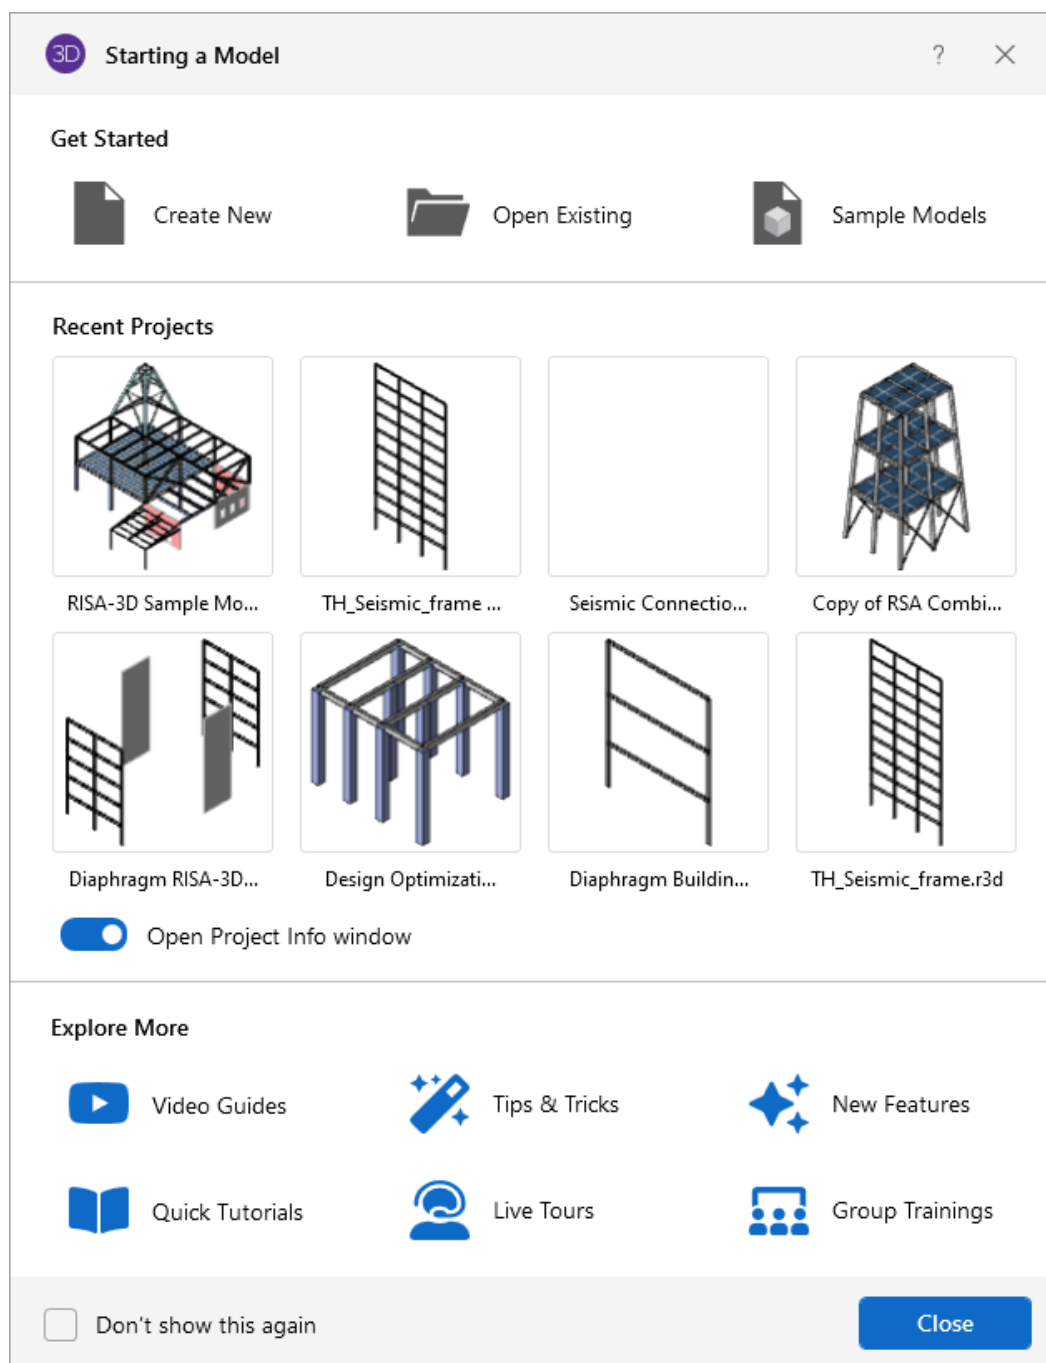 3D Starting a Model ?
Get Started
Create New Open Existing Sample Models
Recent Projects
RISA-3D Sample Mo... TH_Seismic_frame ... Seismic Connectio... Copy of RSA Combi...
Diaphragm RISA-3D... Design Optimizati... Diaphragm Buildin... TH_Seismic_frame.r3d
Open Project Info window
Explore More
Video Guides Tips & Tricks New Features
Quick Tutorials Live Tours Group Trainings
Don't show this again Close